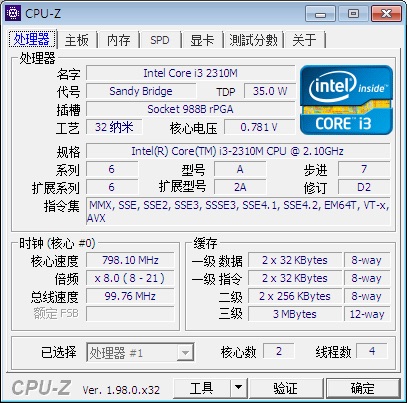 CPU-Z
处理器 主板 内存 SPD 显卡 測試分數 关于
处理器
名字 Intel Core i3 2310M
代号 Sandy Bridge TDP 35.0 W
插槽 Socket 988B rPGA
工艺 32 纳米 核心电压 0.781 V
intel inside™
CORE™ i3
规格 Intel(R) Core(TM) i3-2310M CPU @ 2.10GHz
系列 6 型号 A 步进 7
扩展系列 6 扩展型号 2A 修订 D2
指令集 MMX, SSE, SSE2, SSE3, SSSE3, SSE4.1, SSE4.2, EM64T, VT-x,
AVX
时钟 (核心 #0)
核心速度 798.10 MHz
倍频 x 8.0 ( 8 - 21 )
总线速度 99.76 MHz
额定 FSB
缓存
一级 数据 2 x 32 KBytes 8-way
一级 指令 2 x 32 KBytes 8-way
二级 2 x 256 KBytes 8-way
三级 3 MBytes 12-way
已选择 处理器 #1 核心数 2 线程数 4
CPU-Z Ver. 1.98.0.x32 工具 验证 确定